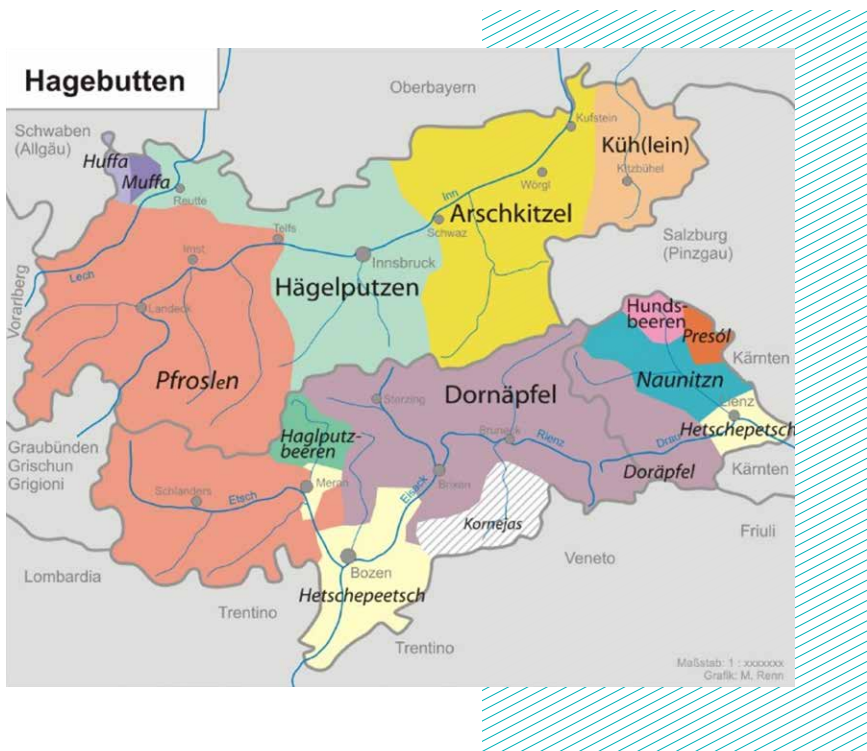 Hagebutten
Oberbayern
Schwaben
(Allgäu)
Huffa
Muffa
Reutte
Kufstein
Küh(lein)
Kitzbühel
Wörgl
Inn
Arschkitzel
Schwaz
Telfs
Imst
Innsbruck
Salzburg
(Pinzgau)
Lech
Vorarlberg
Hägelputzen
Landeck
Hunds-
beeren
Presöl
Kärnten
Pfroslen
Dornäpfel
Naunitzn
Sterzing
Lienz
Hetschepetsch
Haglputz-
beeren
Bruneck
Rienz
Drau
Graubünden
Grischun
Grigioni
Doräpfel
Kärnten
Meran
Brixen
Schlanders
Etsch
Eisack
Kornejas
Friuli
Veneto
Bozen
Lombardia
Hetschepeetsch
Trentino
Trentino
Maßstab: 1 : xxxxxxx
Grafik: M. Renn